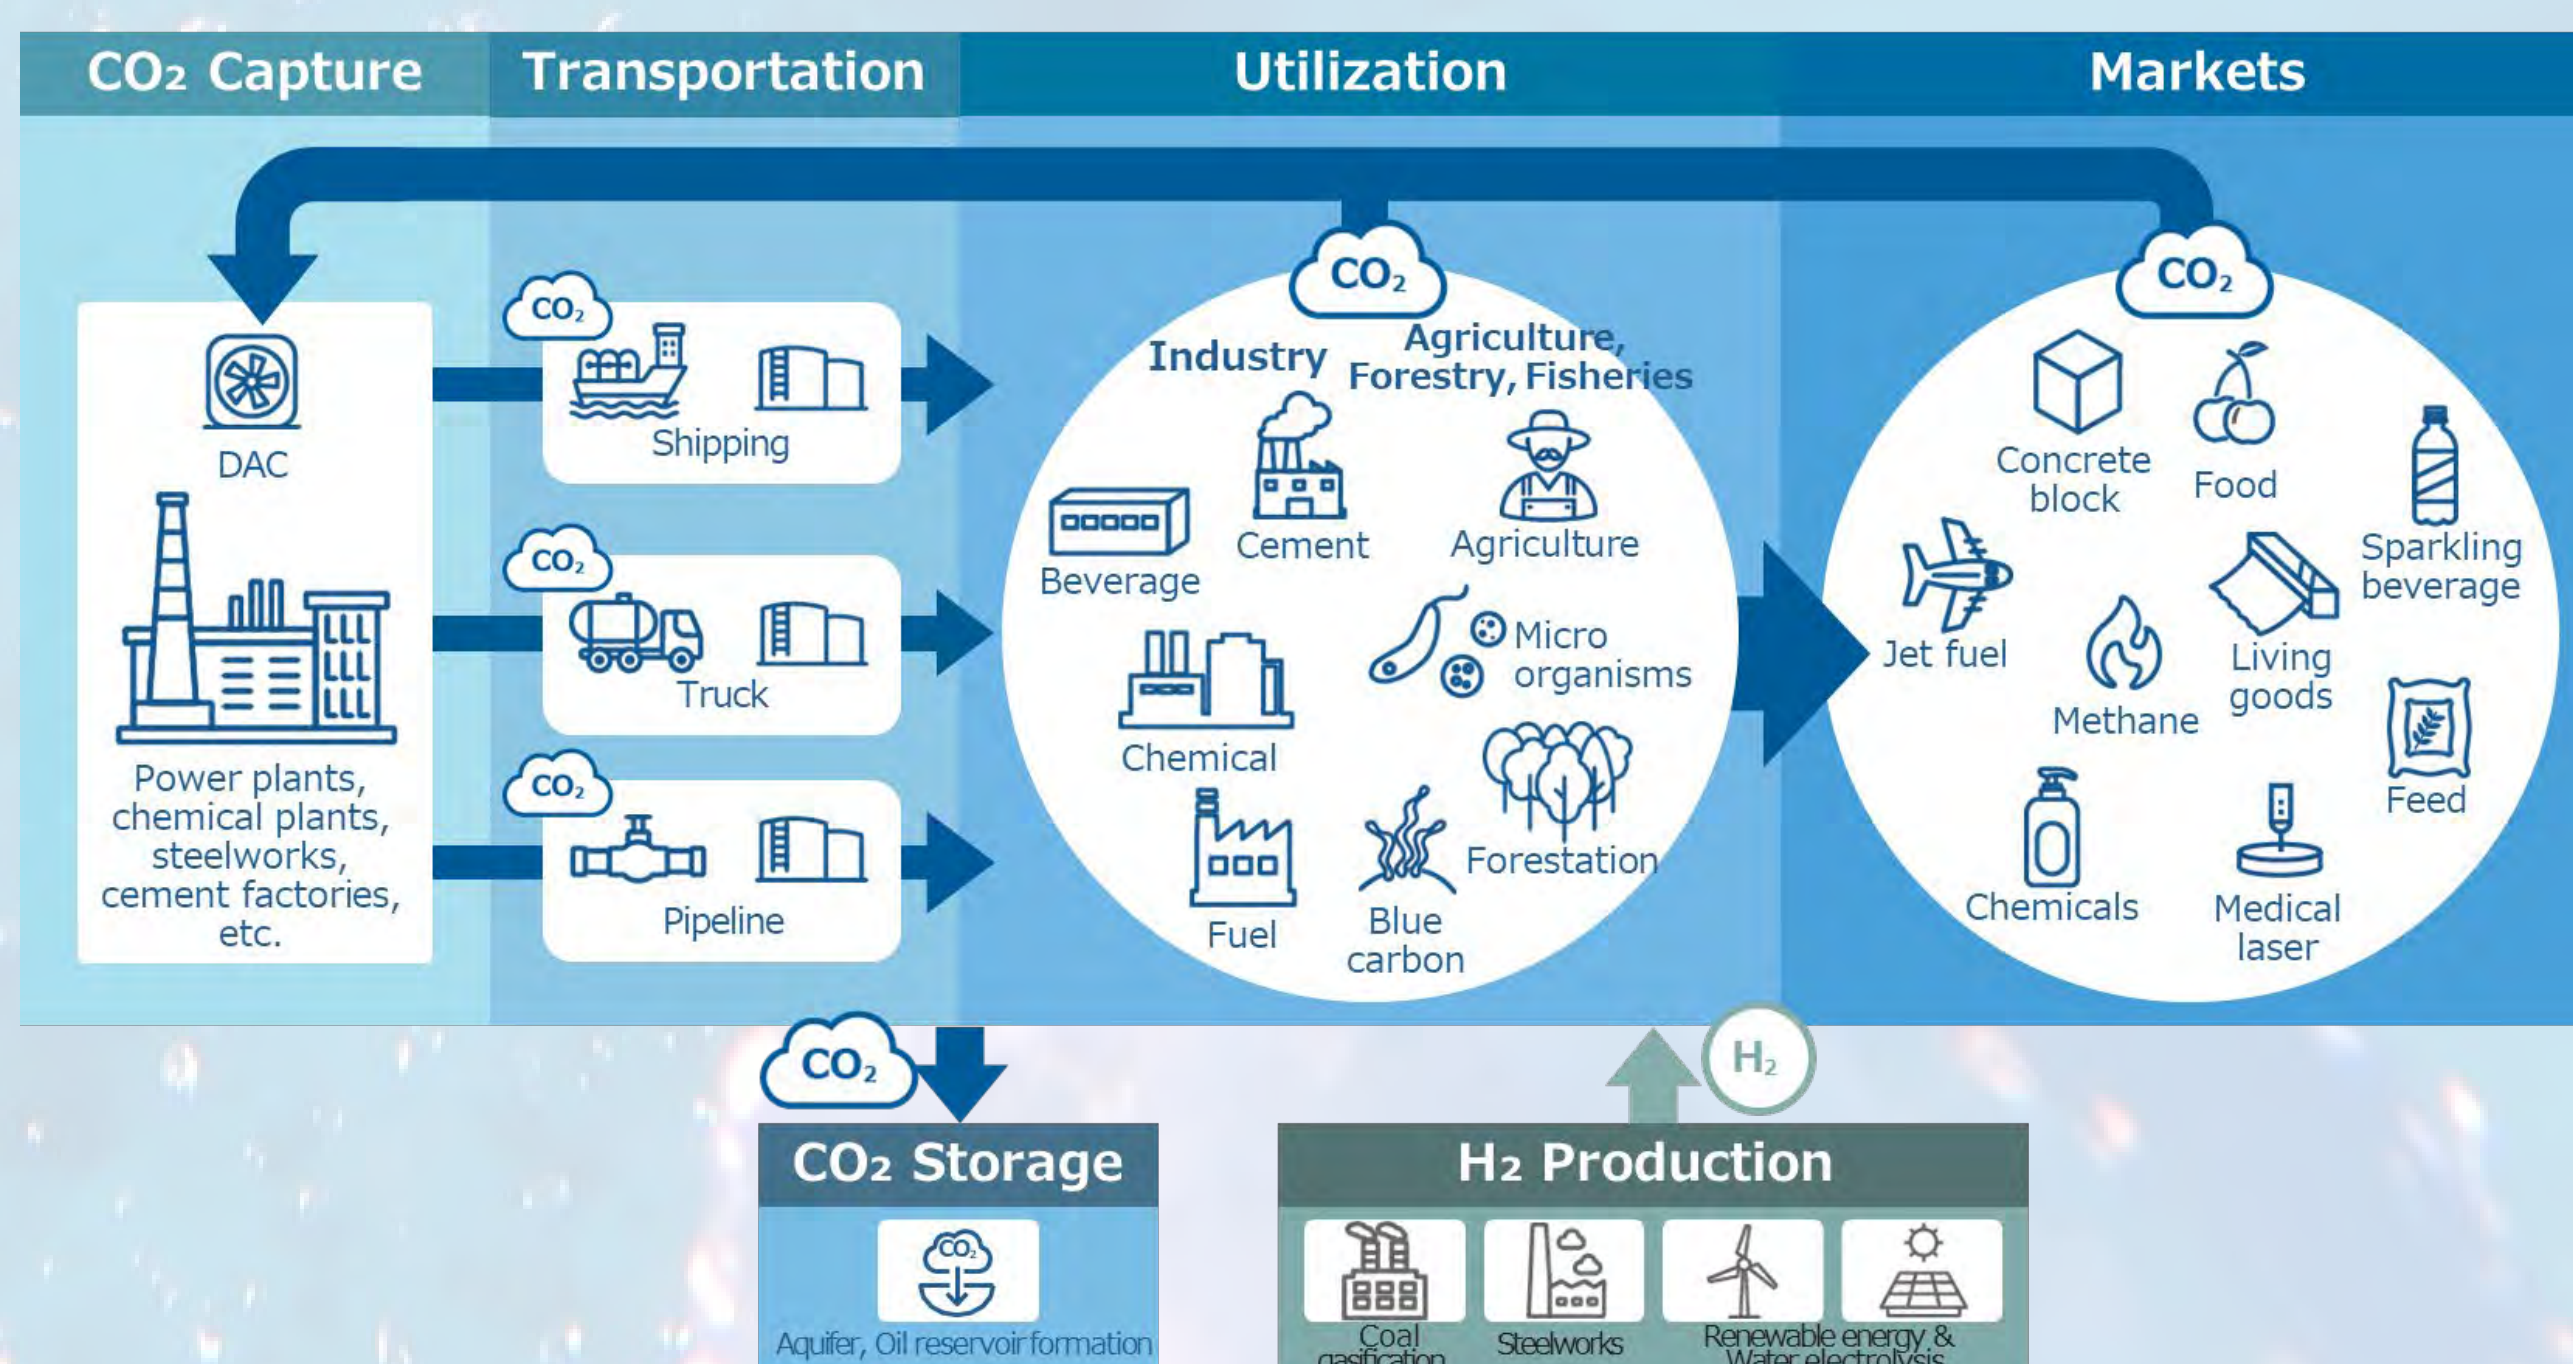 CO₂ Capture
Transportation
Utilization
Markets
DAC
Power plants,
chemical plants,
steelworks,
cement factories,
etc.
CO₂
Shipping
CO₂
Truck
CO₂
Pipeline
CO₂
Industry
Agriculture,
Forestry, Fisheries
Beverage
Cement
Agriculture
Chemical
Micro
organisms
Fuel
Blue
carbon
Forestation
CO₂
Concrete
block
Food
Sparkling
beverage
Jet fuel
Methane
Living
goods
Feed
Chemicals
Medical
laser
CO₂
H₂
CO₂ Storage
CO₂
Aquifer, Oil reservoir formation
H₂ Production
Coal
gasification
Steelworks
Renewable energy &
Water electrolysis